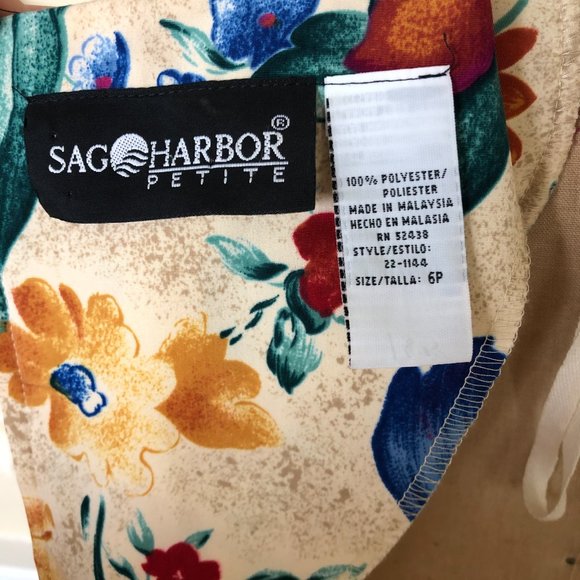 SAG HARBOR®
PETITE
100% POLYESTER/
POLIESTER
MADE IN MALAYSIA
HECHO EN MALASIA
RN 52438
STYLE/ESTILO:
22-1144
SIZE/TALLA: 6P